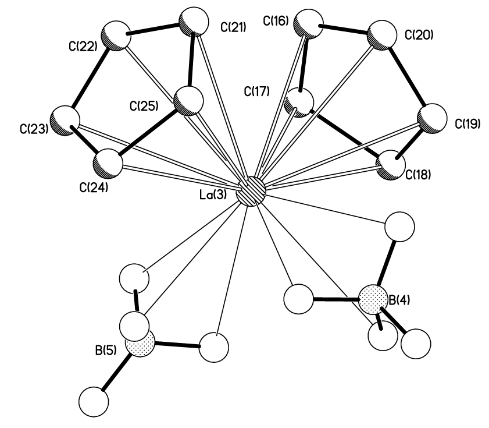 C(21)
C(16)
C(22)
C(20)
C(25)
C(17)
C(23)
C(19)
C(24)
C(18)
La(3)
B(4)
B(5)